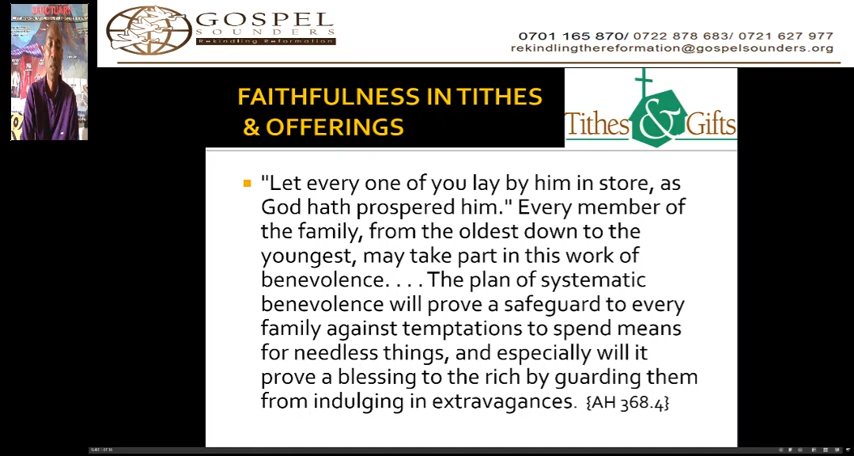 SANCTUARY
GOSPEL
SOUNDERS
Rekindling Reformation
0701 165 870/ 0722 878 683/ 0721 627 977
rekindlingthereformation@gospelsounders.org
FAITHFULNESS IN TITHES
& OFFERINGS
Tithes & Gifts
"Let every one of you lay by him in store, as
God hath prospered him." Every member of
the family, from the oldest down to the
youngest, may take part in this work of
benevolence. . . . The plan of systematic
benevolence will prove a safeguard to every
family against temptations to spend means
for needless things, and especially will it
prove a blessing to the rich by guarding them
from indulging in extravagances. {AH 368.4}